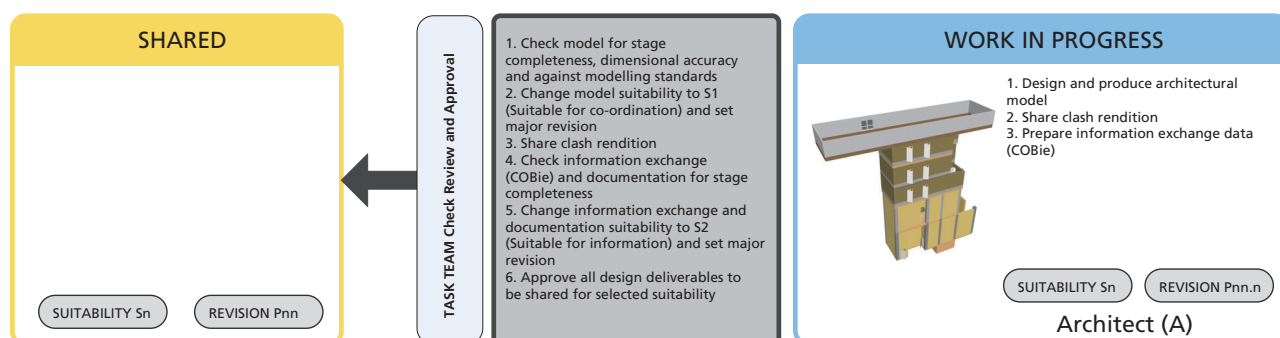 SHARED
SUITABILITY Sn
REVISION Pnn
TASK TEAM Check Review and Approval
1. Check model for stage
completeness, dimensional accuracy
and against modelling standards
2. Change model suitability to S1
(Suitable for co-ordination) and set
major revision
3. Share clash rendition
4. Check information exchange
(COBie) and documentation for stage
completeness
5. Change information exchange and
documentation suitability to S2
(Suitable for information) and set major
revision
6. Approve all design deliverables to
be shared for selected suitability
WORK IN PROGRESS
1. Design and produce architectural
model
2. Share clash rendition
3. Prepare information exchange data
(COBie)
SUITABILITY Sn
REVISION Pnn.n
Architect (A)